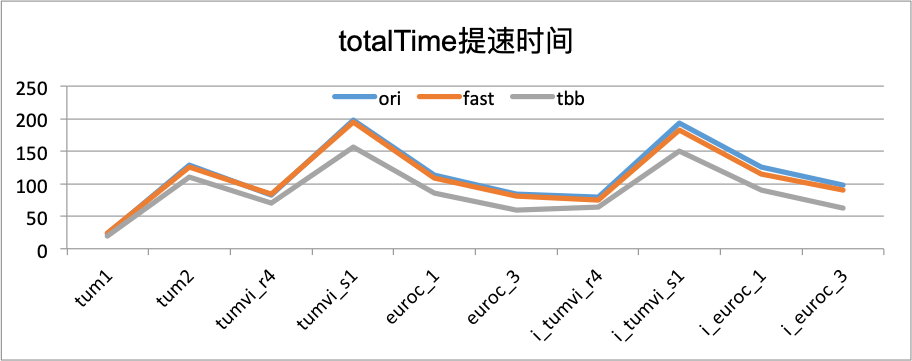 totalTime提速时间
ori fast tbb
250
200
150
100
50
0
tum1
tum2
tumvi_r4
tumvi_s1
euroc_1
euroc_3
i_tumvi_r4
i_tumvi_s1
i_euroc_1
i_euroc_3